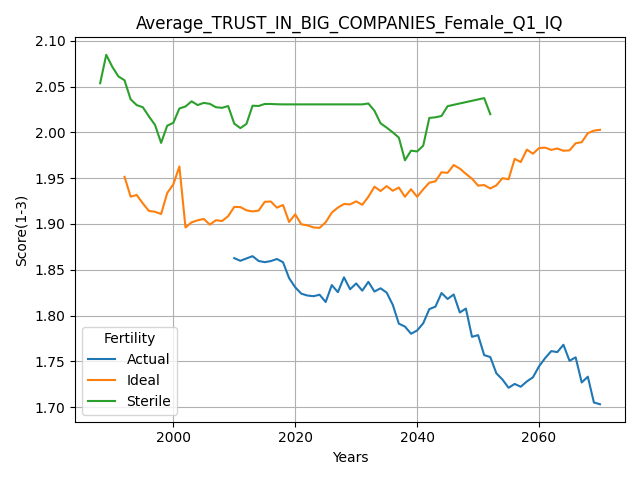 Average_TRUST_IN_BIG_COMPANIES_Female_Q1_IQ
2.10
2.05
2.00
1.95
1.90
1.85
1.80
1.75
1.70
Score(1-3)
Fertility
Actual
Ideal
Sterile
2000
2020
2040
2060
Years